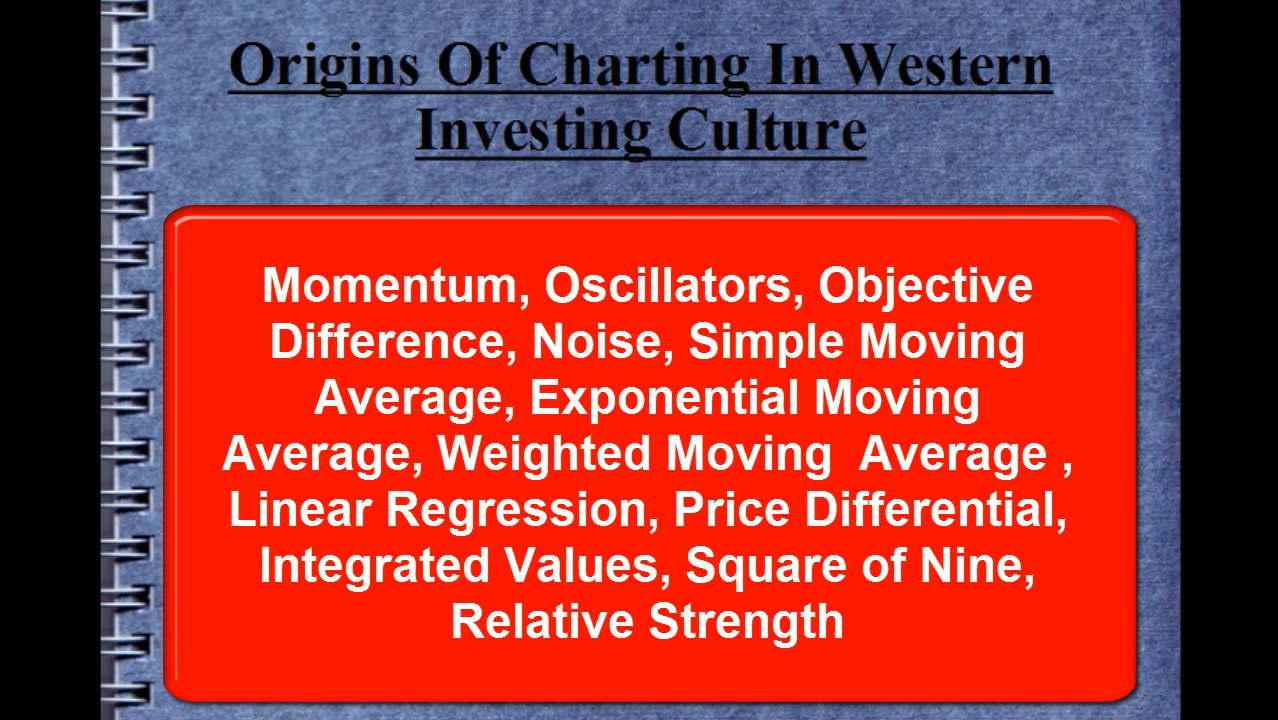 Origins Of Charting In Western
Investing Culture
Momentum, Oscillators, Objective
Difference, Noise, Simple Moving
Average, Exponential Moving
Average, Weighted Moving  Average ,
Linear Regression, Price Differential,
Integrated Values, Square of Nine,
Relative Strength